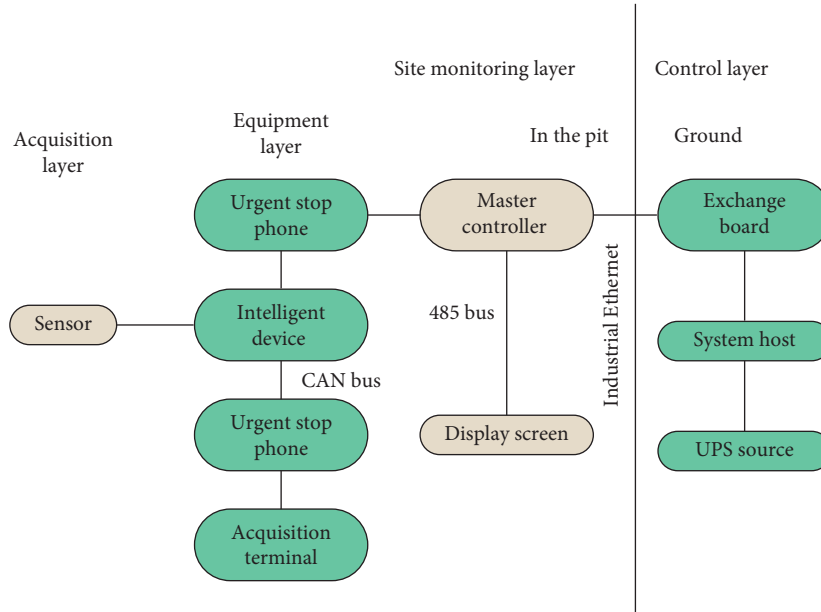 Site monitoring layer
Control layer
Acquisition
layer
Equipment
layer
In the pit
Ground
Urgent stop
phone
Master
controller
Exchange
board
Sensor
Intelligent
device
485 bus
Industrial Ethernet
System host
CAN bus
Urgent stop
phone
Display screen
UPS source
Acquisition
terminal